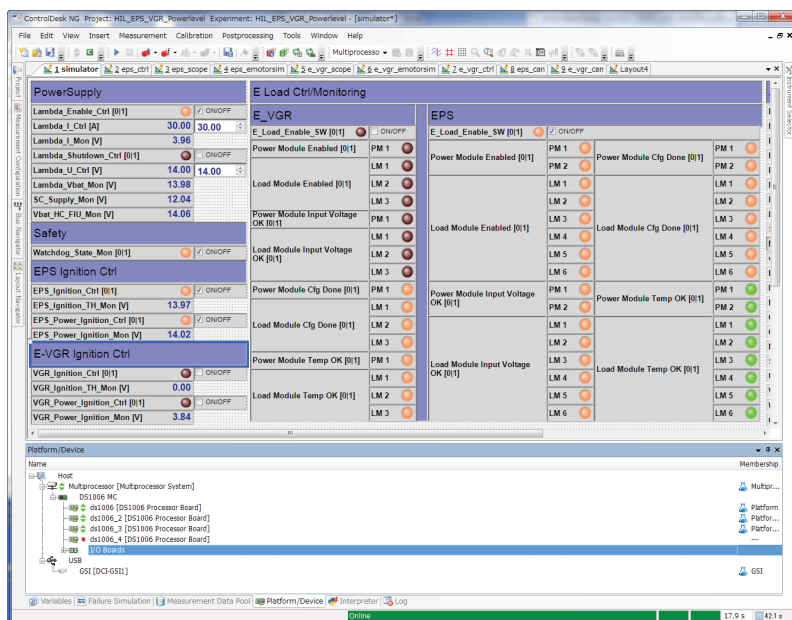 ControlDesk NG Project: HIL_EPS_VGR_Powerlevel Experiment: HIL_EPS_VGR_Powerlevel - [simulator*]
File Edit View Insert Measurement Calibration Postprocessing Tools Window Help
Multiprocesso
1 simulator 2 eps_ctrl 3 eps_scope 4 eps_emotorsim 5 e_vgr_scope 6 e_vgr_emotorsim 7 e_vgr_ctrl 8 eps_can 9 e_vgr_can Layout4
Project
Measurement Configuration
Bus Navigator
Layout Navigator
Instrument Selector
PowerSupply
Lambda_Enable_Ctrl [0|1] ON/OFF
Lambda_I_Ctrl [A] 30.00 30.00
Lambda_I_Mon [V] 3.96
Lambda_Shutdown_Ctrl [0|1] ON/OFF
Lambda_U_Ctrl [V] 14.00 14.00
Lambda_Vbat_Mon [V] 13.98
SC_Supply_Mon [V] 12.04
Vbat_HC_FIU_Mon [V] 14.06
Safety
Watchdog_State_Mon [0|1] ON/OFF
EPS Ignition Ctrl
EPS_Ignition_Ctrl [0|1] ON/OFF
EPS_Ignition_TH_Mon [V] 13.97
EPS_Power_Ignition_Ctrl [0|1] ON/OFF
EPS_Power_Ignition_Mon [V] 14.02
E-VGR Ignition Ctrl
VGR_Ignition_Ctrl [0|1] ON/OFF
VGR_Ignition_TH_Mon [V] 0.00
VGR_Power_Ignition_Ctrl [0|1] ON/OFF
VGR_Power_Ignition_Mon [V] 3.84
E Load Ctrl/Monitoring
E_VGR
E_Load_Enable_SW [0|1] ON/OFF
Power Module Enabled [0|1] PM 1
Load Module Enabled [0|1]
LM 1
LM 2
LM 3
Power Module Input Voltage
OK [0|1]
PM 1
Load Module Input Voltage
OK [0|1]
LM 1
LM 2
LM 3
Power Module Cfg Done [0|1] PM 1
Load Module Cfg Done [0|1]
LM 1
LM 2
LM 3
Power Module Temp OK [0|1] PM 1
Load Module Temp OK [0|1]
LM 1
LM 2
LM 3
EPS
E_Load_Enable_SW [0|1] ON/OFF
Power Module Enabled [0|1]
PM 1
PM 2
Load Module Enabled [0|1]
LM 1
LM 2
LM 3
LM 4
LM 5
LM 6
Power Module Input Voltage
OK [0|1]
PM 1
PM 2
Load Module Input Voltage
OK [0|1]
LM 1
LM 2
LM 3
LM 4
LM 5
LM 6
Power Module Cfg Done [0|1]
PM 1
PM 2
Load Module Cfg Done [0|1]
LM 1
LM 2
LM 3
LM 4
LM 5
LM 6
Power Module Temp OK [0|1]
PM 1
PM 2
Load Module Temp OK [0|1]
LM 1
LM 2
LM 3
LM 4
LM 5
LM 6
Platform/Device
Name Membership
Host
Multiprocessor [Multiprocessor System] Multipr...
DS1006 MC
ds1006 [DS1006 Processor Board] Platform
ds1006_2 [DS1006 Processor Board] Platfor...
ds1006_3 [DS1006 Processor Board] Platfor...
ds1006_4 [DS1006 Processor Board] ---
I/O Boards
USB
GSI [DCI-GSI1] GSI
Variables Failure Simulation Measurement Data Pool Platform/Device Interpreter Log
Online 17.9 s 421 s